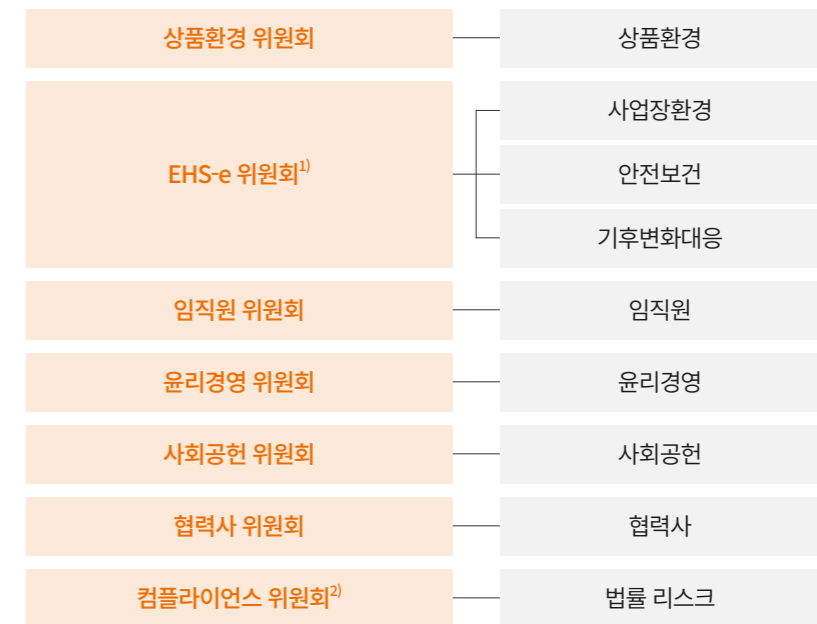 상품환경 위원회
상품환경
EHS-e 위원회1)
사업장환경
안전보건
기후변화대응
임직원 위원회
임직원
윤리경영 위원회
윤리경영
사회공헌 위원회
사회공헌
협력사 위원회
협력사
컴플라이언스 위원회2)
법률 리스크